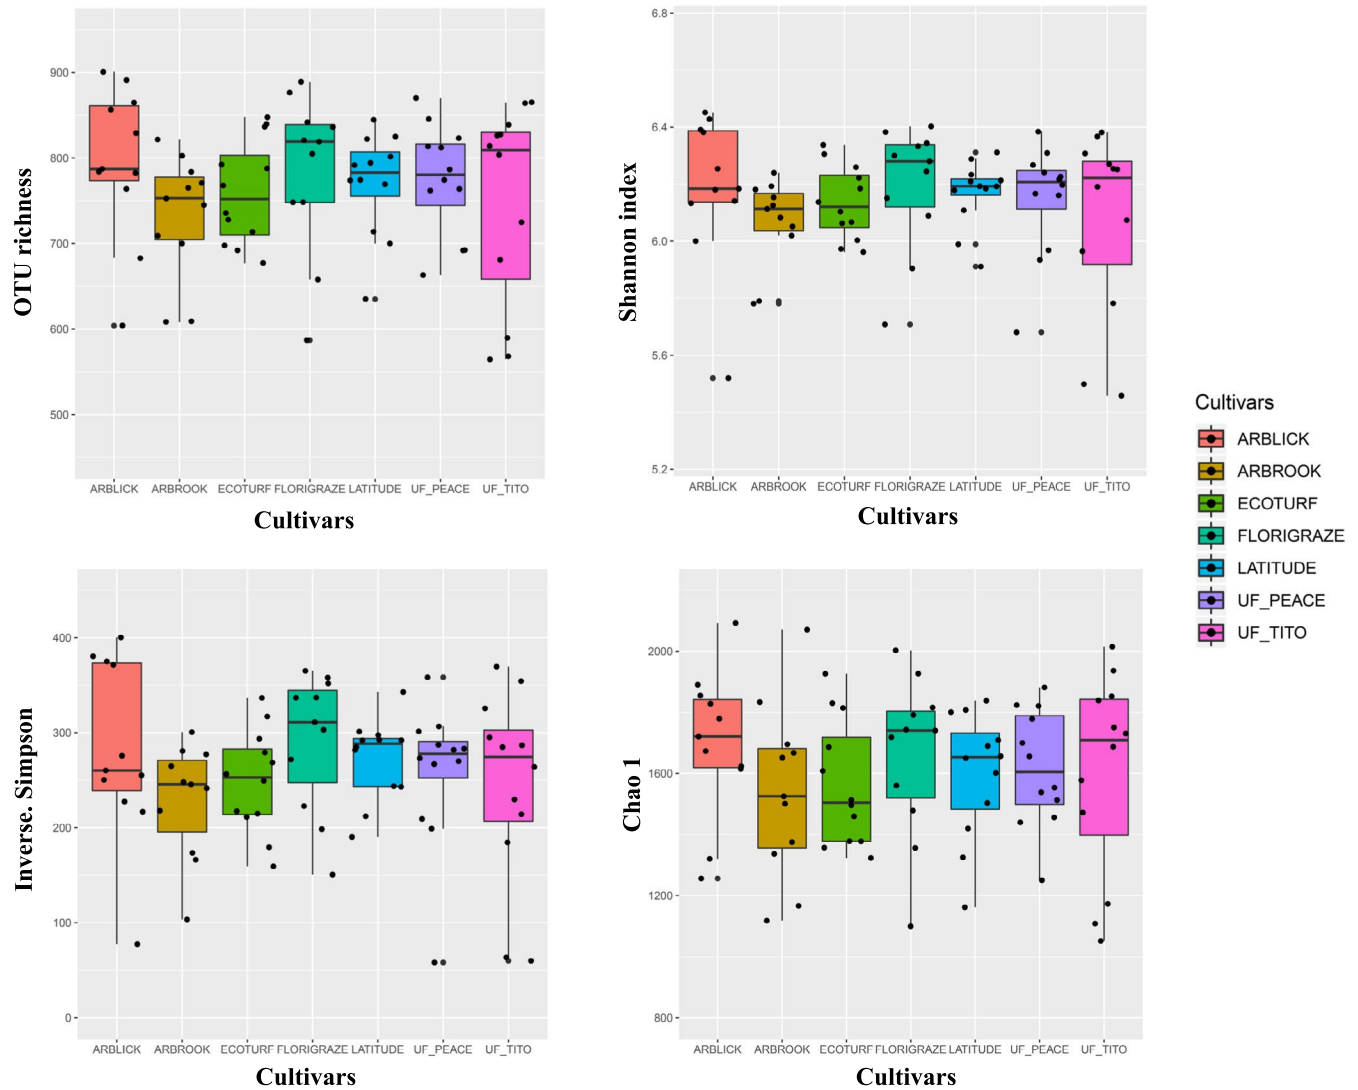 900
800
700
600
500
OTU richness
ARBLICK ARBROOK ECOTURF FLORIGRAZE LATITUDE UF_PEACE UF_TITO
Cultivars
6.8
6.4
6.0
5.6
5.2
Shannon index
ARBLICK ARBROOK ECOTURF FLORIGRAZE LATITUDE UF_PEACE UF_TITO
Cultivars
400
300
200
100
0
Inverse. Simpson
ARBLICK ARBROOK ECOTURF FLORIGRAZE LATITUDE UF_PEACE UF_TITO
Cultivars
2000
1600
1200
800
Chao 1
ARBLICK ARBROOK ECOTURF FLORIGRAZE LATITUDE UF_PEACE UF_TITO
Cultivars
Cultivars
ARBLICK
ARBROOK
ECOTURF
FLORIGRAZE
LATITUDE
UF_PEACE
UF_TITO